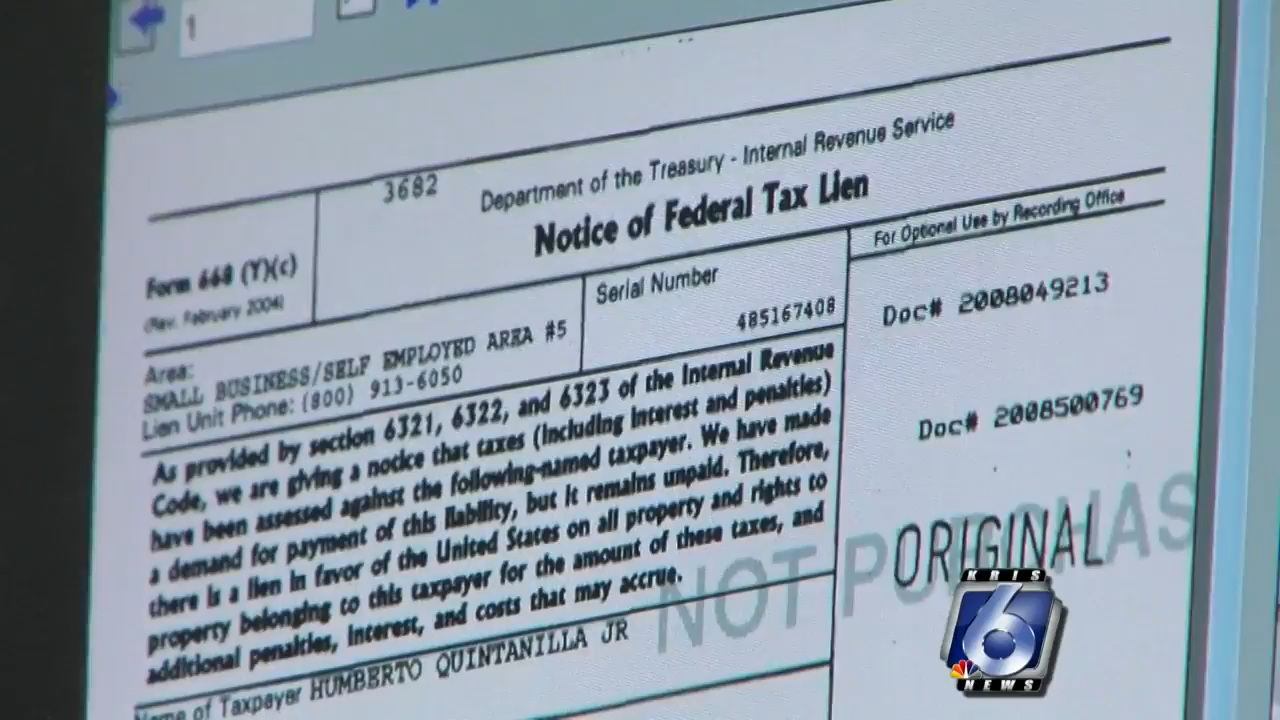 1
3682
Department of the Treasury - Internal Revenue Service
Notice of Federal Tax Lien
Form 668 (Y)(c)
(Rev. February 2004)
Area:
SMALL BUSINESS/SELF EMPLOYED AREA #5
Lien Unit Phone: (800) 913-6050
Serial Number
485167408
For Optional Use by Recording Office
As provided by section 6321, 6322, and 6323 of the Internal Revenue
Code, we are giving a notice that taxes (including interest and penalties)
have been assessed against the following-named taxpayer. We have made
a demand for payment of this liability, but it remains unpaid. Therefore,
there is a lien in favor of the United States on all property and rights to
property belonging to this taxpayer for the amount of these taxes, and
additional penalties, interest, and costs that may accrue.
Name of Taxpayer HUMBERTO QUINTANILLA JR
Doc# 2008049213
Doc# 2008500769
ORIGINAL
NOT
KRIS
6
NEWS